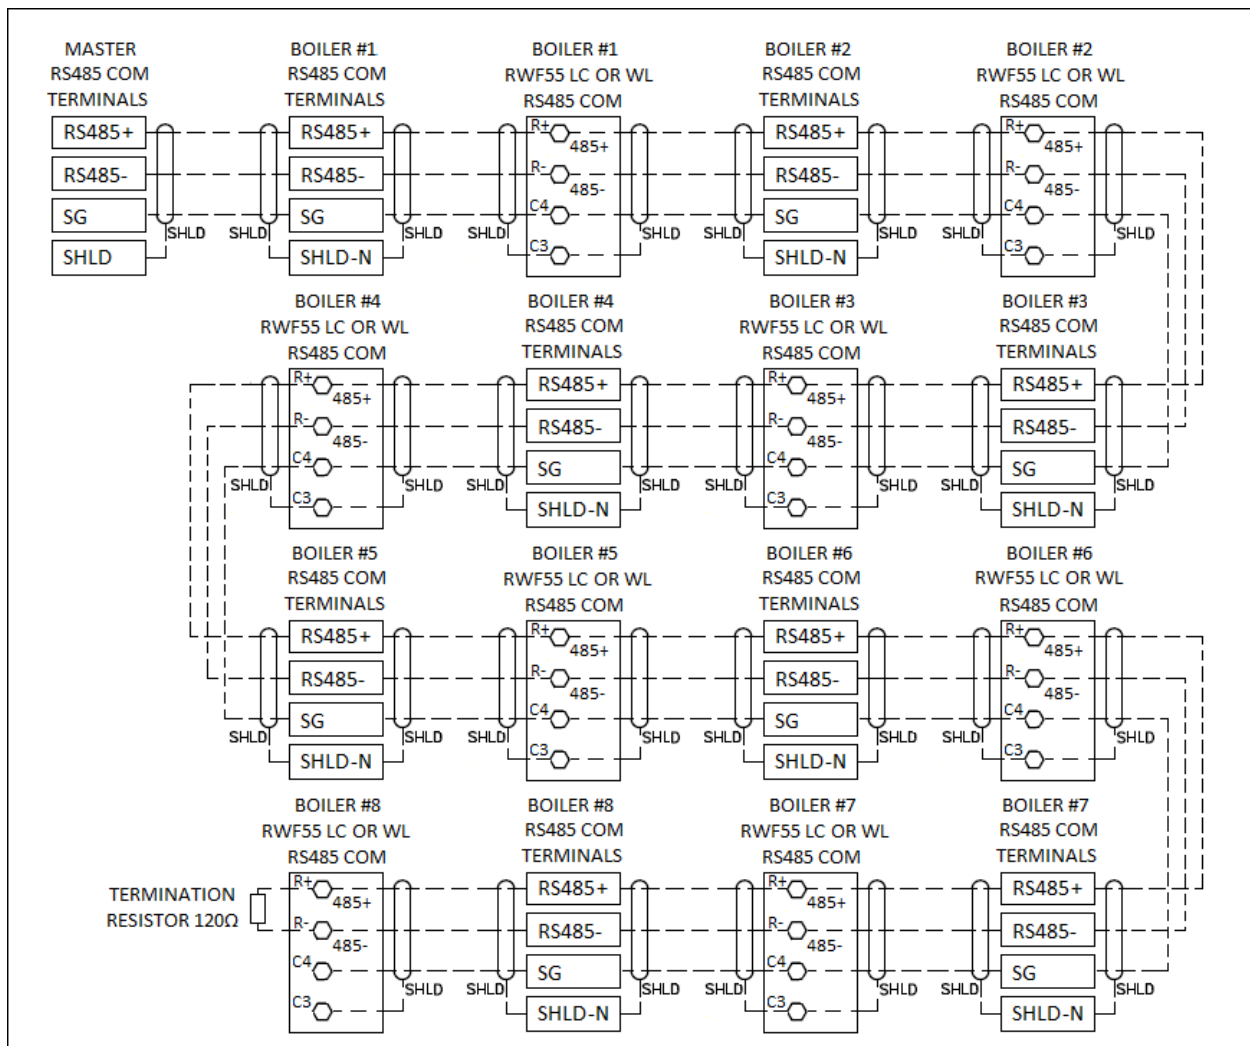 MASTER
RS485 COM
TERMINALS
RS485+
RS485-
SG
SHLD
SHLD
BOILER #1
RS485 COM
TERMINALS
RS485+
RS485-
SG
SHLD-N
SHLD
SHLD
BOILER #1
RWF55 LC OR WL
RS485 COM
R+
485+
R-
485-
C4
C3
SHLD
SHLD
BOILER #2
RS485 COM
TERMINALS
RS485+
RS485-
SG
SHLD-N
SHLD
SHLD
BOILER #2
RWF55 LC OR WL
RS485 COM
R+
485+
R-
485-
C4
C3
SHLD
BOILER #4
RWF55 LC OR WL
RS485 COM
R+
485+
R-
485-
C4
C3
SHLD
SHLD
BOILER #4
RS485 COM
TERMINALS
RS485+
RS485-
SG
SHLD-N
SHLD
SHLD
BOILER #3
RWF55 LC OR WL
RS485 COM
R+
485+
R-
485-
C4
C3
SHLD
SHLD
BOILER #3
RS485 COM
TERMINALS
RS485+
RS485-
SG
SHLD-N
SHLD
SHLD
BOILER #5
RS485 COM
TERMINALS
RS485+
RS485-
SG
SHLD-N
SHLD
SHLD
BOILER #5
RWF55 LC OR WL
RS485 COM
R+
485+
R-
485-
C4
C3
SHLD
SHLD
BOILER #6
RS485 COM
TERMINALS
RS485+
RS485-
SG
SHLD-N
SHLD
SHLD
BOILER #6
RWF55 LC OR WL
RS485 COM
R+
485+
R-
485-
C4
C3
SHLD
TERMINATION
RESISTOR 120Ω
BOILER #8
RWF55 LC OR WL
RS485 COM
R+
485+
R-
485-
C4
C3
SHLD
BOILER #8
RS485 COM
TERMINALS
RS485+
RS485-
SG
SHLD-N
SHLD
SHLD
BOILER #7
RWF55 LC OR WL
RS485 COM
R+
485+
R-
485-
C4
C3
SHLD
SHLD
BOILER #7
RS485 COM
TERMINALS
RS485+
RS485-
SG
SHLD-N
SHLD
SHLD